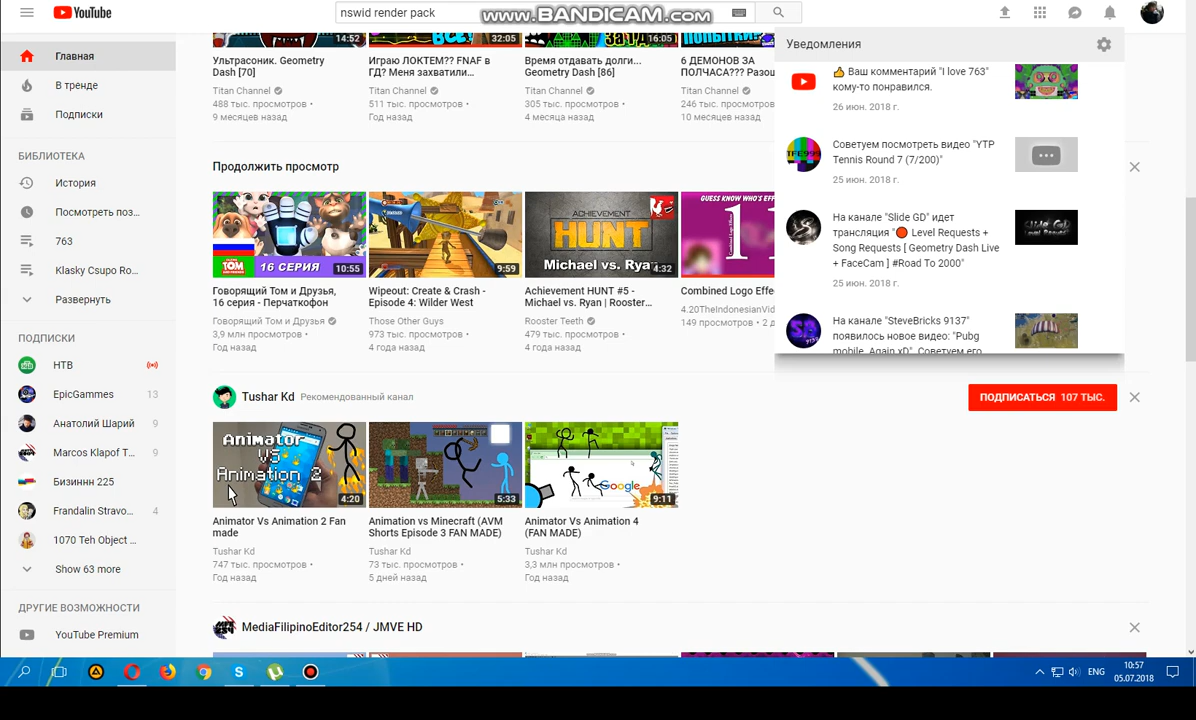 YouTube
nswid render pack
www.BANDICAM.com
Главная
В тренде
Подписки
БИБЛИОТЕКА
История
Посмотреть поз...
763
Klasky Csupo Ro...
Развернуть
ПОДПИСКИ
НТВ
EpicGames 13
Анатолий Шарий 9
Marcos Klapof T... 9
Бизиннн 225
Frandalin Stravo... 4
1070 Teh Object ...
Show 63 more
ДРУГИЕ ВОЗМОЖНОСТИ
YouTube Premium
14:52
32:05
16:05
Ультрасоник. Geometry
Dash [70]
Titan Channel
488 тыс. просмотров •
9 месяцев назад
Играю ЛОКТЕМ?? FNAF в
ГД? Меня захватили...
Titan Channel
511 тыс. просмотров •
Год назад
Время отдавать долги...
Geometry Dash [86]
Titan Channel
305 тыс. просмотров •
4 месяца назад
6 ДЕМОНОВ ЗА
ПОЛЧАСА??? Разош
Titan Channel
246 тыс. просмотров •
10 месяцев назад
Продолжить просмотр
TOM
16 СЕРИЯ
10:55
9:59
ACHIEVEMENT
HUNT
Michael vs. Rya
4:32
GUESS KNOW WHO'S EFFE
Говорящий Том и Друзья,
16 серия - Перчаткофон
Говорящий Том и Друзья
3,9 млн просмотров •
Год назад
Wipeout: Create & Crash -
Episode 4: Wilder West
Those Other Guys
973 тыс. просмотров •
4 года назад
Achievement HUNT #5 -
Michael vs. Ryan | Rooster...
Rooster Teeth
479 тыс. просмотров •
4 года назад
Combined Logo Effe
4.20TheIndonesianVid
149 просмотров • 2 д
Уведомления
Ваш комментарий "I love 763"
кому-то понравился.
26 июн. 2018 г.
Советуем посмотреть видео "YTP
Tennis Round 7 (7/200)"
25 июн. 2018 г.
На канале "Slide GD" идет
трансляция "🔴 Level Requests +
Song Requests [ Geometry Dash Live
+ FaceCam ] #Road To 2000"
25 июн. 2018 г.
SLIDE GD
На канале "SteveBricks 9137"
появилось новое видео: "Pubg
mobile. Again xD". Советуем его
Tushar Kd Рекомендованный канал
ПОДПИСАТЬСЯ 107 ТЫС.
Animator
VS
Animation 2
4:20
5:33
Google
9:11
Animator Vs Animation 2 Fan
made
Tushar Kd
747 тыс. просмотров •
Год назад
Animation vs Minecraft (AVM
Shorts Episode 3 FAN MADE)
Tushar Kd
73 тыс. просмотров •
5 дней назад
Animator Vs Animation 4
(FAN MADE)
Tushar Kd
3,3 млн просмотров •
Год назад
MediaFilipinoEditor254 / JMVE HD
ENG
10:57
05.07.2018